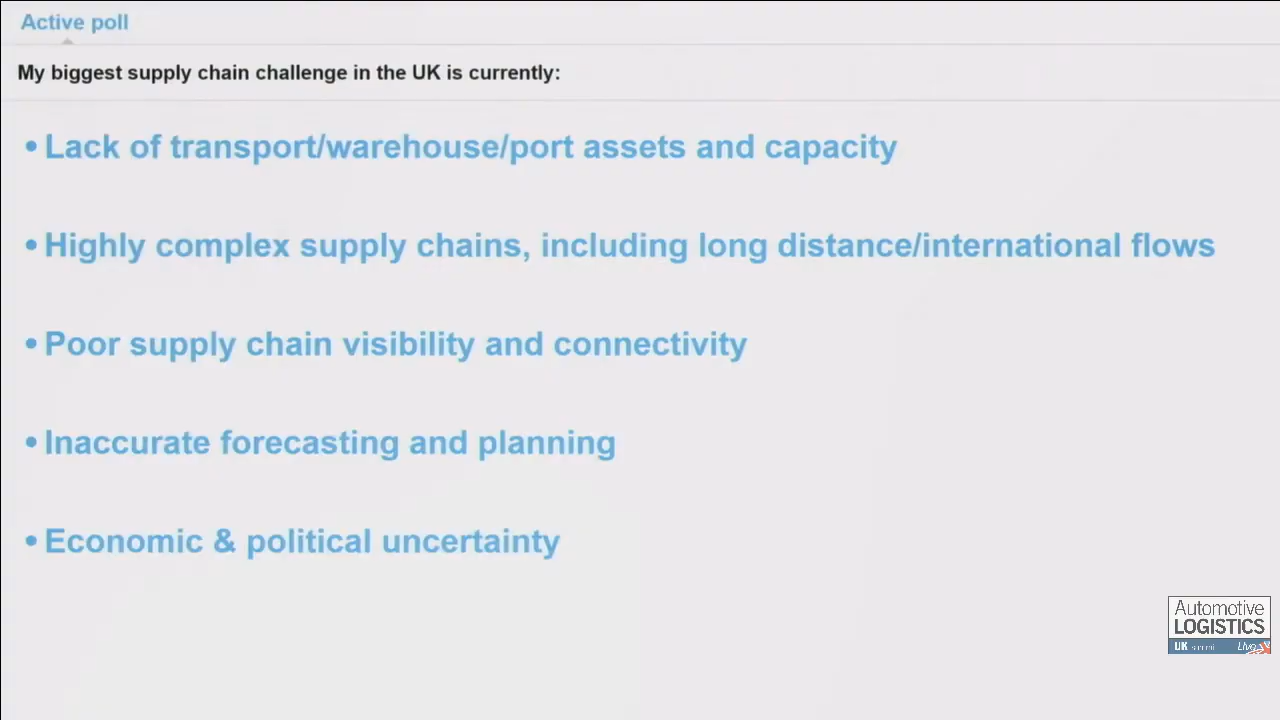 Active poll
My biggest supply chain challenge in the UK is currently:
• Lack of transport/warehouse/port assets and capacity
• Highly complex supply chains, including long distance/international flows
• Poor supply chain visibility and connectivity
• Inaccurate forecasting and planning
• Economic & political uncertainty
Automotive
LOGISTICS
UK summit Live